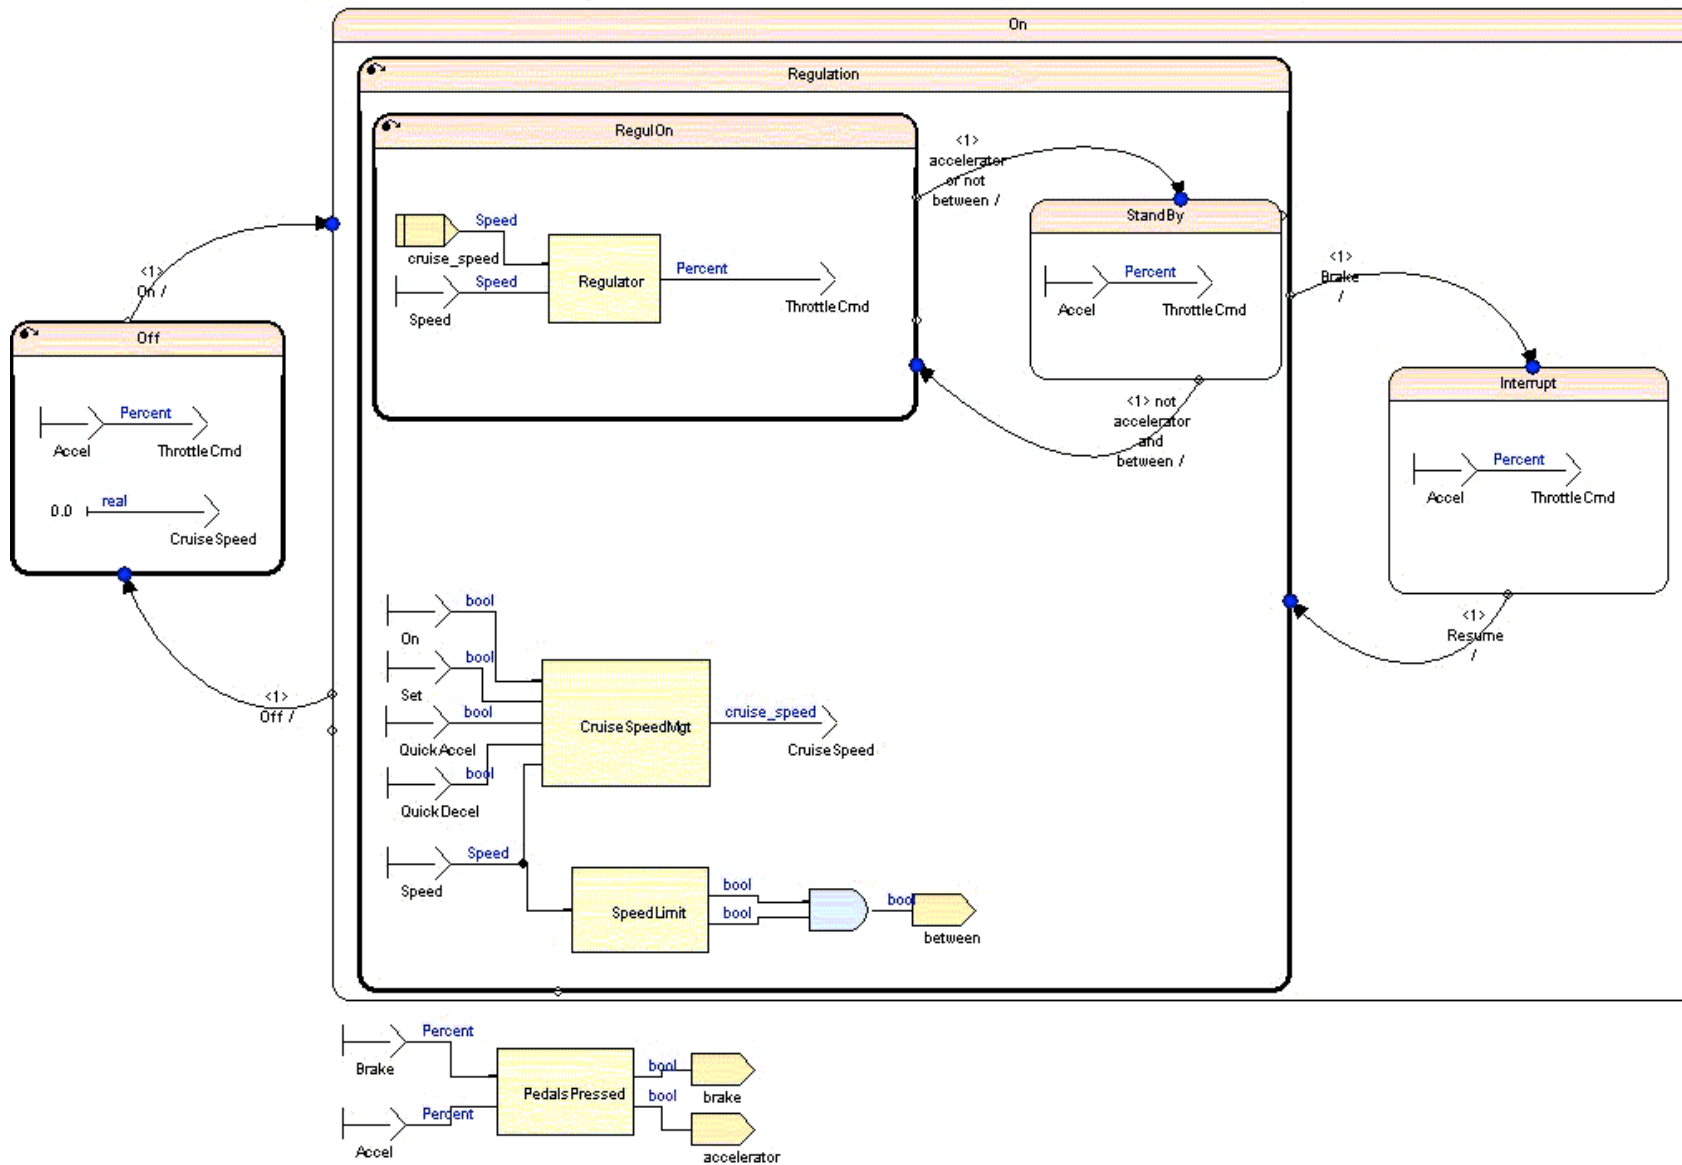 On
Regulation
RegulOn
<1>
accelerator
or not
between /
Speed
cruise_speed
Speed
Speed
Regulator
Percent
ThrottleCmd
StandBy
Percent
Accel
ThrottleCmd
<1>
Brake
/
<1>
On /
Off
Percent
Accel
ThrottleCmd
0.0
real
CruiseSpeed
<1> not
accelerator
and
between /
Interrupt
Percent
Accel
ThrottleCmd
<1>
Resume
/
<1>
Off /
bool
On
bool
Set
bool
QuickAccel
bool
QuickDecel
CruiseSpeedMgt
cruise_speed
CruiseSpeed
Speed
Speed
SpeedLimit
bool
bool
bool
between
Percent
Brake
Percent
Accel
PedalsPressed
bool
brake
bool
accelerator